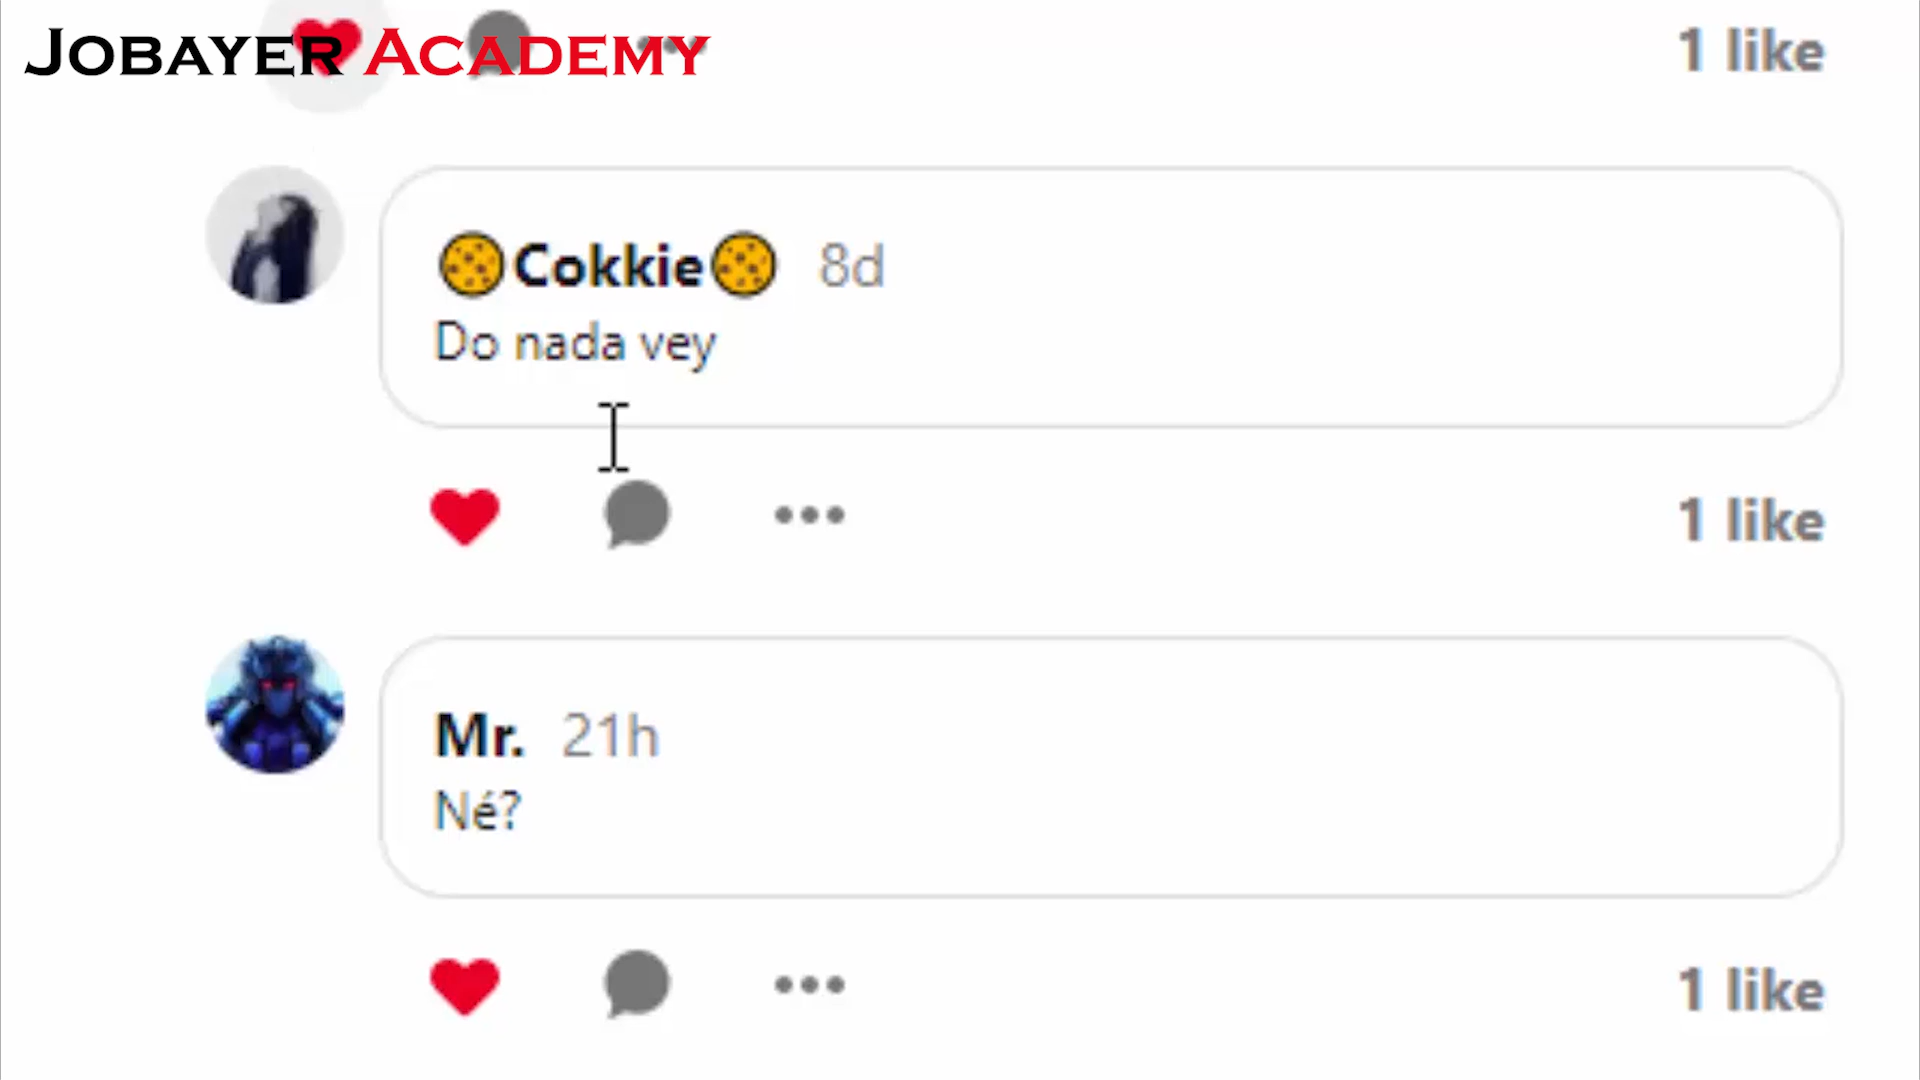 JOBAYER ACADEMY
1 like
🍪Cokkie🍪 8d
Do nada vey
1 like
Mr. 21h
Né?
1 like